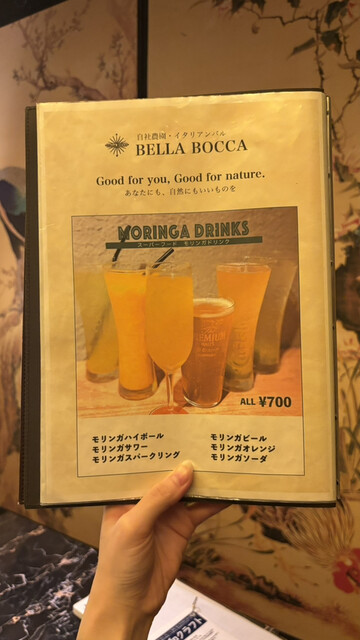 自社農園・イタリアンバル
BELLA BOCCA
Good for you, Good for nature.
あなたにも、自然にもいいものを
MORINGA DRINKS
スーパーフード モリンガドリンク
ALL ¥700
モリンガハイボール
モリンガサワー
モリンガスパークリング
モリンガビール
モリンガオレンジ
モリンガソーダ
クラフト